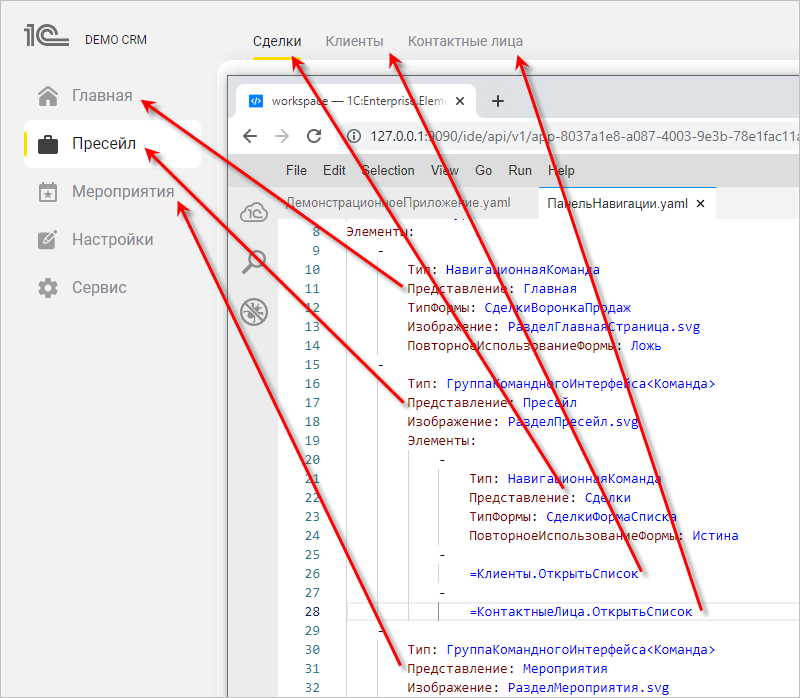 1С DEMO CRM
Сделки Клиенты Контактные лица
Главная
Пресейл
Мероприятия
Настройки
Сервис
workspace — 1C:Enterprise.Elem
127.0.0.1:9090/ide/api/v1/app-8037a1e8-a087-4003-9e3b-78e1fac11a
File Edit Selection View Go Run Help
ДемонстрационноеПриложение.yaml ПанельНавигации.yaml
8 Элементы:
9 -
10 Тип: НавигационнаяКоманда
11 Представление: Главная
12 ТипФормы: СделкиВоронкаПродаж
13 Изображение: РазделГлавнаяСтраница.svg
14 ПовторноеИспользованиеФормы: Ложь
15 -
16 Тип: ГруппаКомандногоИнтерфейса<Команда>
17 Представление: Пресейл
18 Изображение: РазделПресейл.svg
19 Элементы:
20 -
21 Тип: НавигационнаяКоманда
22 Представление: Сделки
23 ТипФормы: СделкиФормаСписка
24 ПовторноеИспользованиеФормы: Истина
25 -
26 =Клиенты.ОткрытьСписок
27 -
28 =КонтактныеЛица.ОткрытьСписок
29 -
30 Тип: ГруппаКомандногоИнтерфейса<Команда>
31 Представление: Мероприятия
32 Изображение: РазделМероприятия.svg